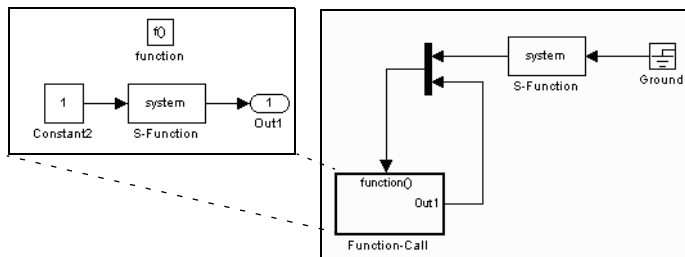 f()
function
1
system
1
Constant2
S-Function
Out1
system
S-Function
Ground
function()
Out1
Function-Call